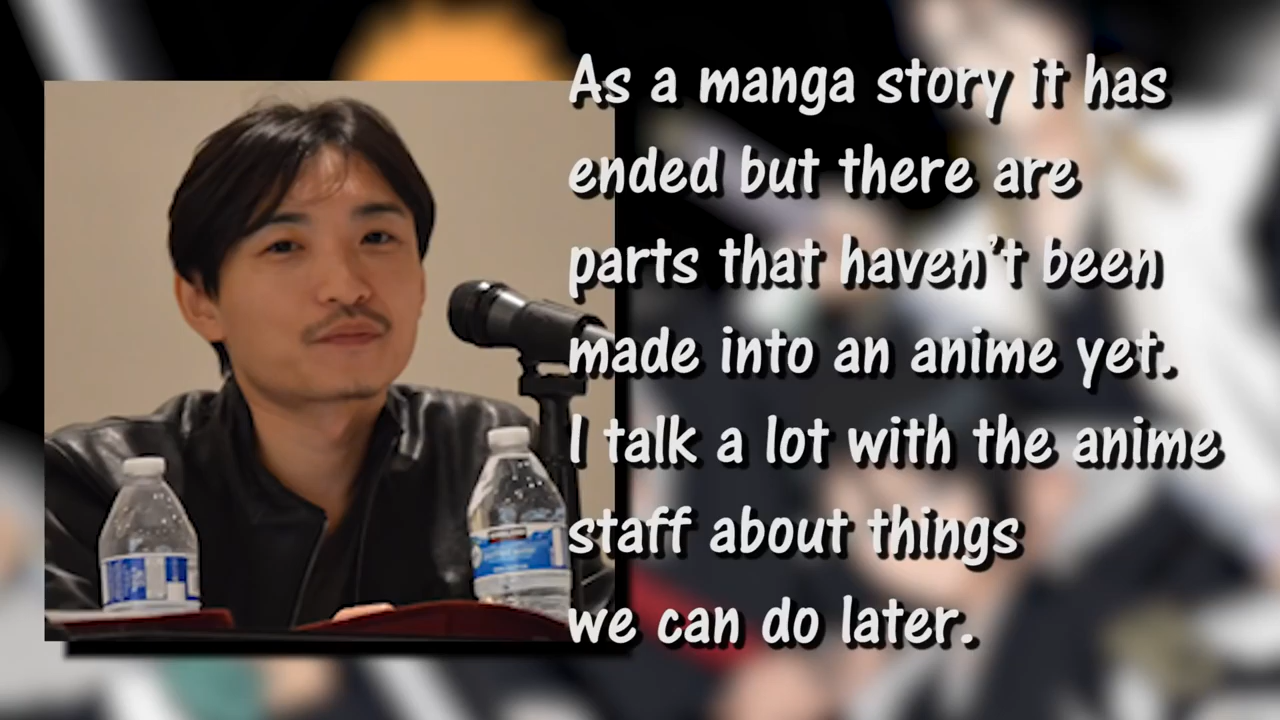 As a manga story it has
ended but there are
parts that haven't been
made into an anime yet.
I talk a lot with the anime
staff about things
we can do later.